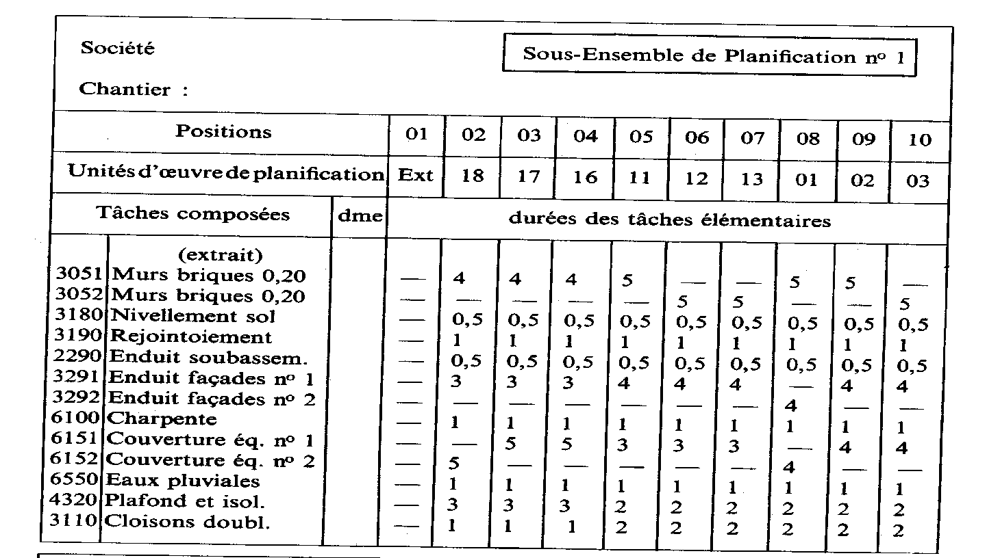 Société
Sous-Ensemble de Planification nº 1
Chantier :
Positions 01 02 03 04 05 06 07 08 09 10
Unités d'œuvre de planification Ext 18 17 16 11 12 13 01 02 03
Tâches composées dme durées des tâches élémentaires
(extrait)
3051 Murs briques 0,20 — 4 4 4 5 — — 5 5 —
3052 Murs briques 0,20 — — — — — 5 5 — — 5
3180 Nivellement sol — 0,5 0,5 0,5 0,5 0,5 0,5 0,5 0,5 0,5
3190 Rejointoiement — 1 1 1 1 1 1 1 1 1
2290 Enduit soubassem. — 0,5 0,5 0,5 0,5 0,5 0,5 0,5 0,5 0,5
3291 Enduit façades nº 1 — 3 3 3 4 4 4 — 4 4
3292 Enduit façades nº 2 — — — — — — — 4 — —
6100 Charpente — 1 1 1 1 1 1 1 1 1
6151 Couverture éq. nº 1 — — 5 5 3 3 3 — 4 4
6152 Couverture éq. nº 2 — 5 — — — — — 4 — —
6550 Eaux pluviales — 1 1 1 1 1 1 1 1 1
4320 Plafond et isol. — 3 3 3 2 2 2 2 2 2
3110 Cloisons doubl. — 1 1 1 2 2 2 2 2 2